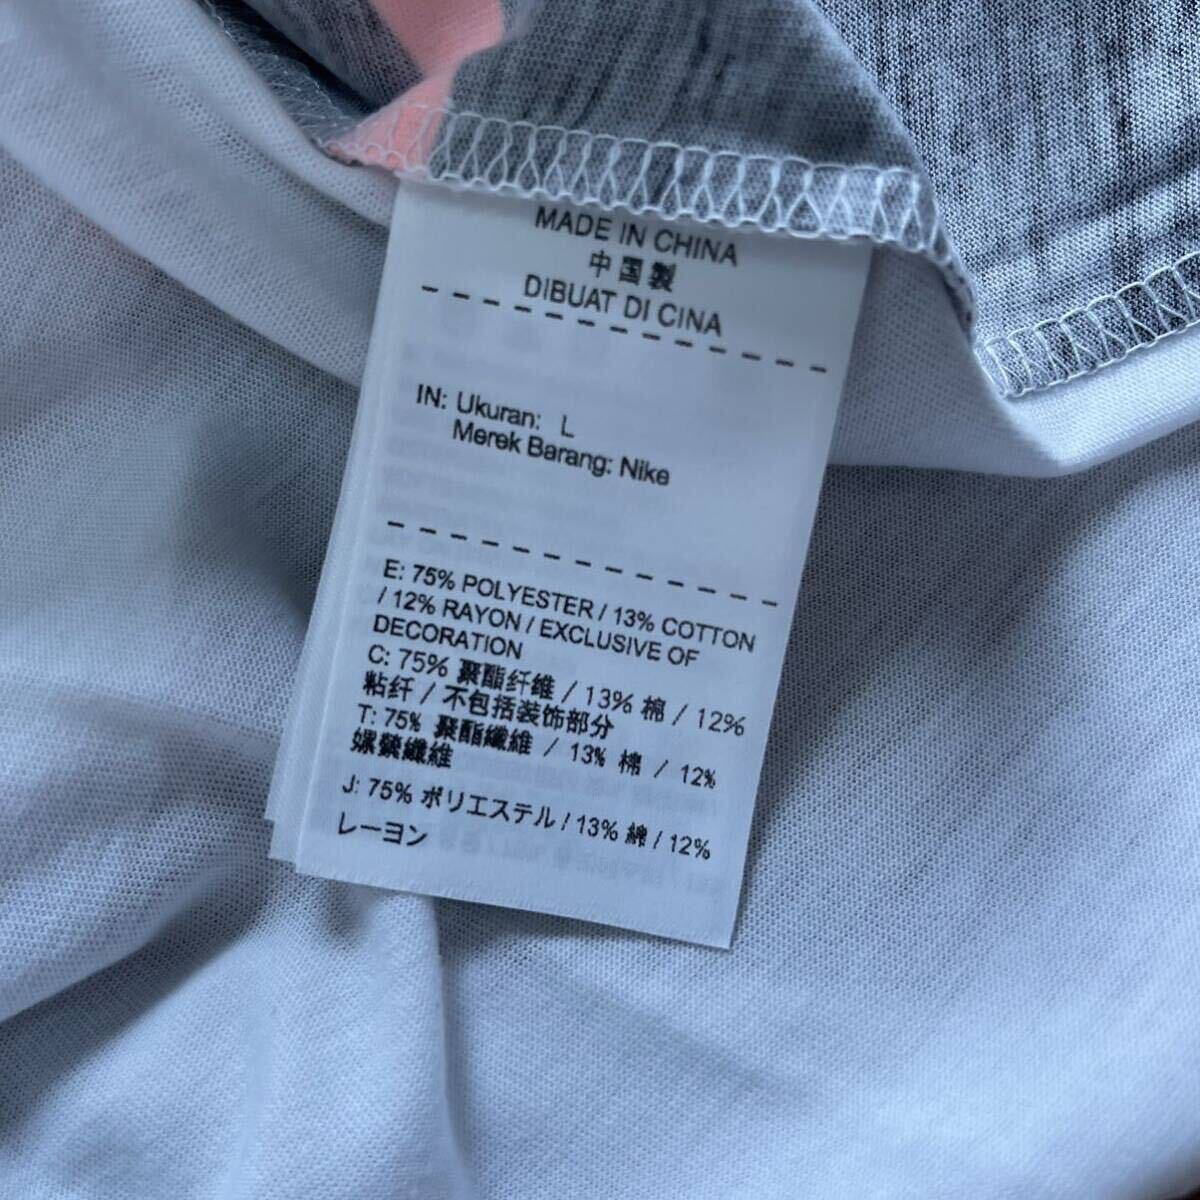 MADE IN CHINA
中国製
DIBUAT DI CINA
IN: Ukuran: L
Merek Barang: Nike
E: 75% POLYESTER / 13% COTTON
/ 12% RAYON / EXCLUSIVE OF
DECORATION
C: 75% 聚酯纤维 / 13% 棉 / 12%
粘纤 / 不包括装饰部分
T: 75% 聚酯纖維 / 13% 棉 / 12%
嫘縈纖維
J: 75% ポリエステル / 13% 綿 / 12%
レーヨン